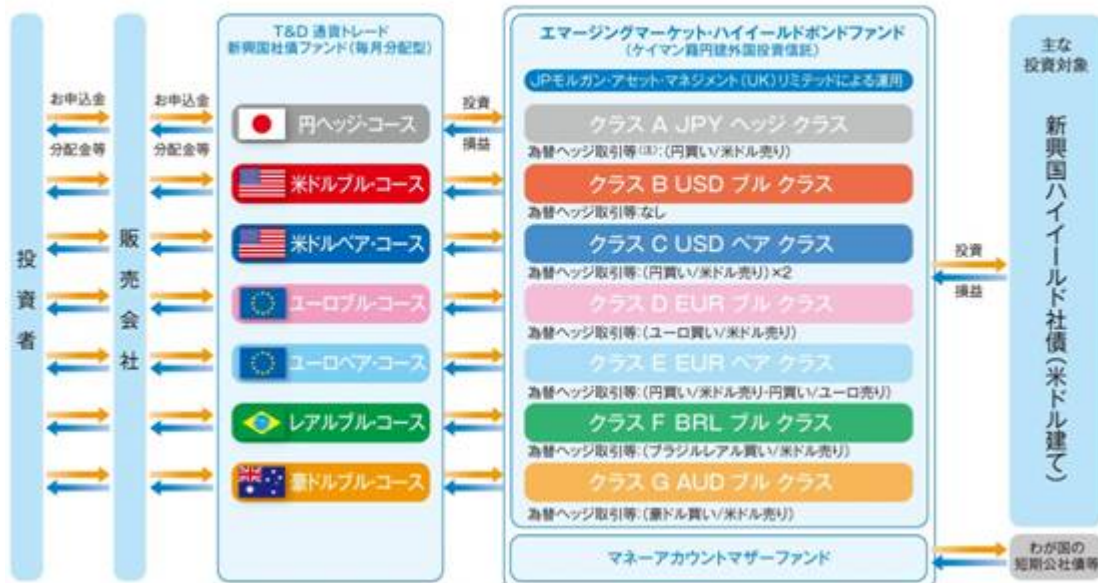 T&D 通貨トレード
新興国社債ファンド(毎月分配型)
エマージングマーケット・ハイイールドボンドファンド
(ケイマン籍円建外国投資信託)
JPモルガン・アセット・マネジメント(UK)リミテッドによる運用
主な
投資対象
お申込金
分配金等
お申込金
分配金等
投資
損益
投資者
販売会社
円ヘッジ・コース
クラス A JPY ヘッジ クラス
為替ヘッジ取引等(注):(円買い/米ドル売り)
米ドルブル・コース
クラス B USD ブル クラス
為替ヘッジ取引等:なし
米ドルベア・コース
クラス C USD ベア クラス
為替ヘッジ取引等:(円買い/米ドル売り)×2
ユーロブル・コース
クラス D EUR ブル クラス
為替ヘッジ取引等:(ユーロ買い/米ドル売り)
ユーロベア・コース
クラス E EUR ベア クラス
為替ヘッジ取引等:(円買い/米ドル売り・円買い/ユーロ売り)
レアルブル・コース
クラス F BRL ブル クラス
為替ヘッジ取引等:(ブラジルレアル買い/米ドル売り)
豪ドルブル・コース
クラス G AUD ブル クラス
為替ヘッジ取引等:(豪ドル買い/米ドル売り)
投資
損益
新興国ハイイールド社債(米ドル建て)
マネーアカウントマザーファンド
わが国の
短期公社債等